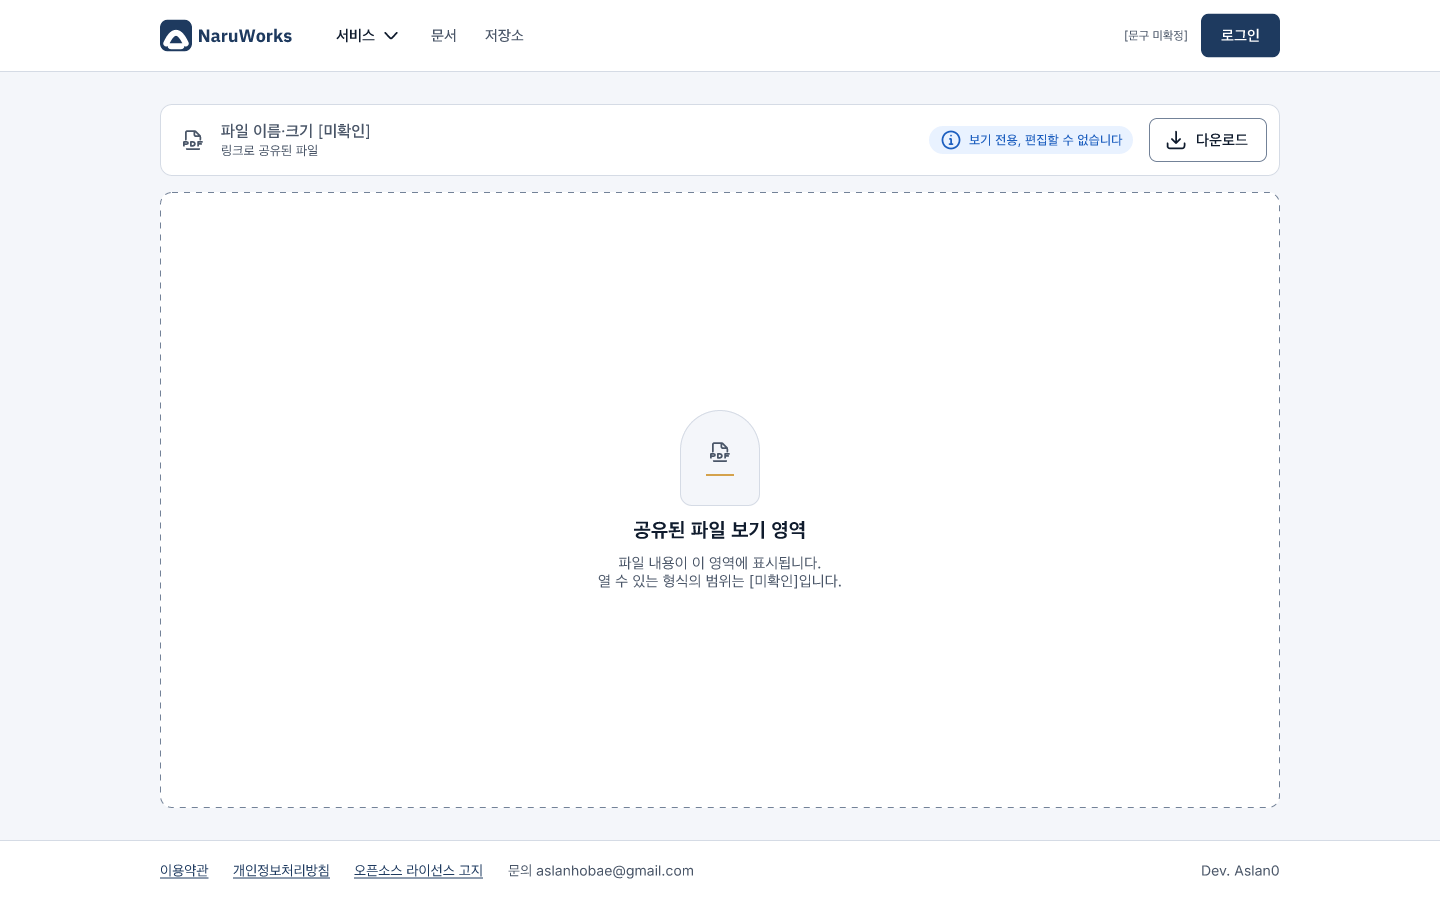 NaruWorks
서비스
문서
저장소
[문구 미확정]
로그인
PDF
파일 이름·크기 [미확인]
링크로 공유된 파일
보기 전용, 편집할 수 없습니다
다운로드
PDF
공유된 파일 보기 영역
파일 내용이 이 영역에 표시됩니다.
열 수 있는 형식의 범위는 [미확인]입니다.
이용약관
개인정보처리방침
오픈소스 라이선스 고지
문의 aslanhobae@gmail.com
Dev. Aslan0